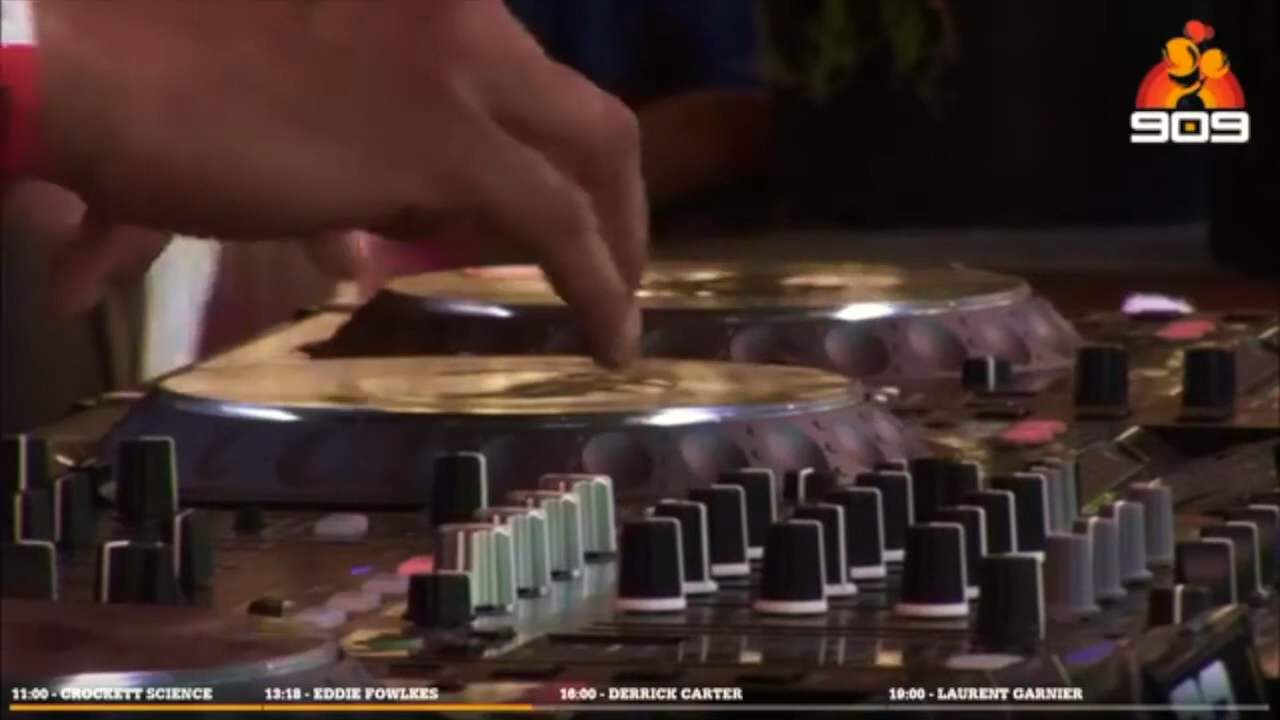 909
11:00 - CROCKETT SCIENCE
13:18 - EDDIE FOWLKES
16:00 - DERRICK CARTER
19:00 - LAURENT GARNIER